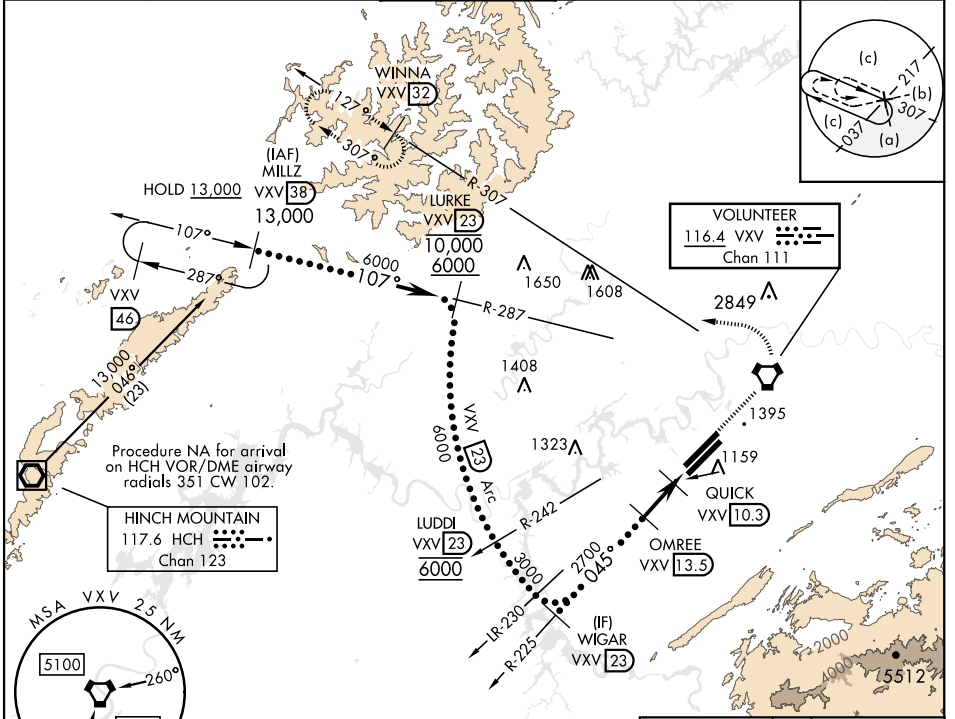 WINNA
VXV 32
127°
307°
R-307
(IAF)
MILLZ
VXV 38
13,000
HOLD 13,000
LURKE
VXV 23
10,000
6000
107°
287°
6000
107°
R-287
VXV
46
13,000
046°
(23)
1650
1608
VOLUNTEER
116.4 VXV
Chan 111
2849
(c)
217
(b)
307
(c)
037
(a)
1408
1323
1395
1159
VXV 23 Arc
6000
Procedure NA for arrival
on HCH VOR/DME airway
radials 351 CW 102.
HINCH MOUNTAIN
117.6 HCH
Chan 123
LUDDI
VXV 23
6000
R-242
3000
2700
045°
LR-230
R-225
QUICK
VXV 10.3
OMREE
VXV 13.5
(IF)
WIGAR
VXV 23
MSA VXV 25 NM
5100
260°
2000
4000
5512